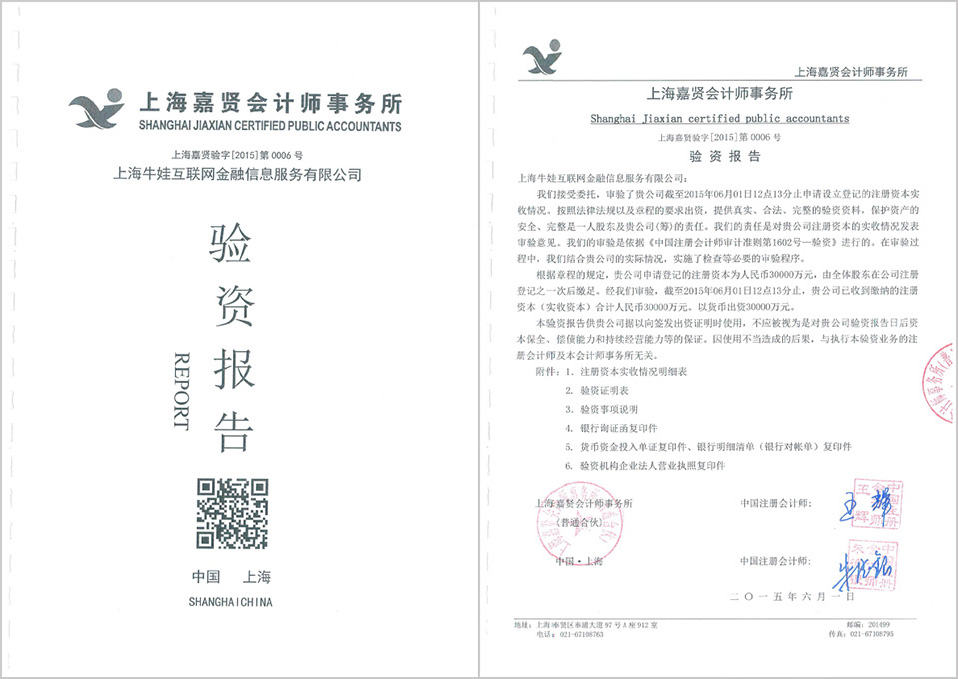 上海嘉贤会计师事务所
SHANGHAI JIAXIAN CERTIFIED PUBLIC ACCOUNTANTS
上海嘉贤验字[2015]第 0006 号
上海牛娃互联网金融信息服务有限公司
验
资
报
告
REPORT
中国 上海
SHANGHAI CHINA
上海嘉贤会计师事务所
上海嘉贤会计师事务所
Shanghai Jiaxian certified public accountants
上海嘉贤验字[2015]第 0006 号
验 资 报 告
上海牛娃互联网金融信息服务有限公司:
我们接受委托，审验了贵公司截至2015年06月01日12点13分止申请设立登记的注册资本实
收情况。按照法律法规以及章程的要求出资，提供真实、合法、完整的验资资料，保护资产的
安全、完整是一人股东及贵公司(筹)的责任。我们的责任是对贵公司注册资本的实收情况发表
审验意见。我们的审验是依据《中国注册会计师审计准则第1602号—验资》进行的。在审验过
程中，我们结合贵公司的实际情况，实施了检查等必要的审验程序。
根据章程的规定，贵公司申请登记的注册资本为人民币30000万元，由全体股东在公司注册
登记之一次后缴足。经我们审验，截至2015年06月01日12点13分止，贵公司已收到缴纳的注册
资本（实收资本）合计人民币30000万元。以货币出资30000万元。
本验资报告供贵公司据以向签发出资证明时使用，不应被视为是对贵公司验资报告日后资
本保全、偿债能力和持续经营能力等的保证。因使用不当造成的后果，与执行本验资业务的注
册会计师及本会计师事务所无关。
附件：1、注册资本实收情况明细表
2. 验资证明表
3. 验资事项说明
4. 银行询证函复印件
5. 货币资金投入单证复印件、银行明细清单（银行对帐单）复印件
6. 验资机构企业法人营业执照复印件
上海嘉贤会计师事务所
(普通合伙)
中国·上海
中国注册会计师:
中国注册会计师:
二〇一五年六月一日
地址：上海奉贤区奉浦大道 97 号 A 座 912 室
邮编：201499
电话：021-67108763
传真：021-67108795